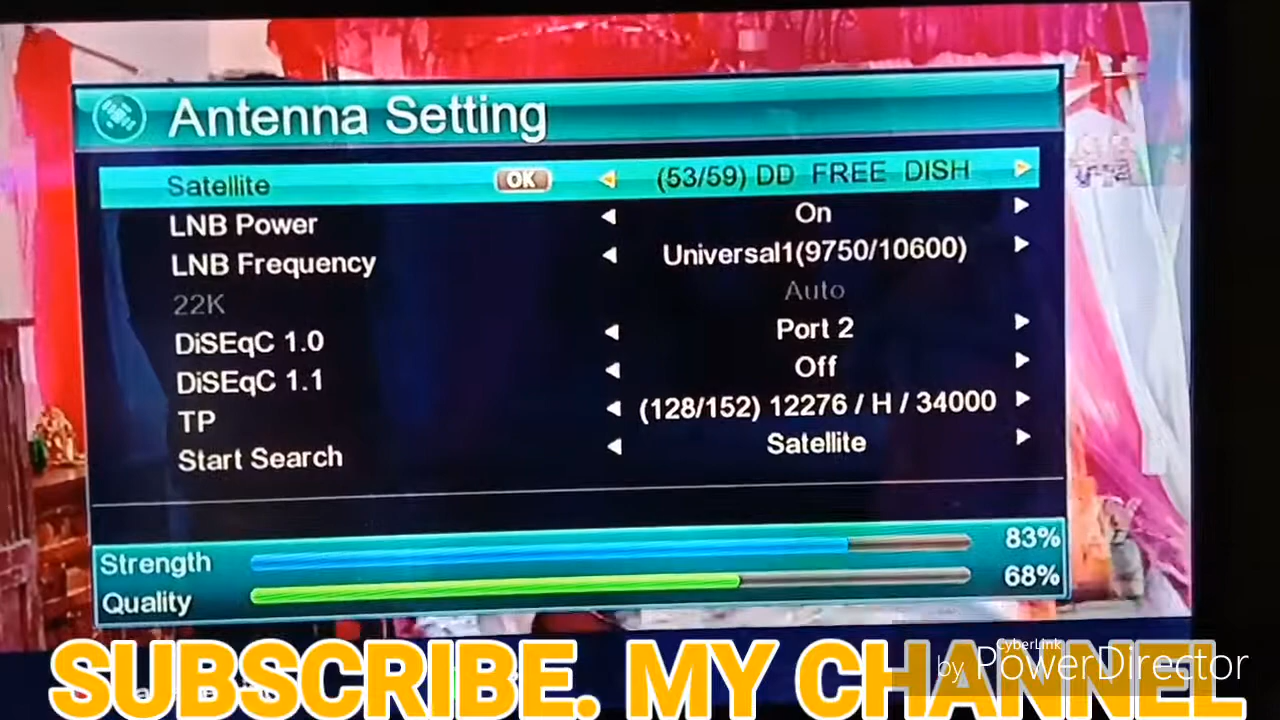 Antenna Setting
Satellite OK (53/59) DD FREE DISH
LNB Power On
LNB Frequency Universal1(9750/10600)
22K Auto
DiSEqC 1.0 Port 2
DiSEqC 1.1 Off
TP (128/152) 12276 / H / 34000
Start Search Satellite
Strength 83%
Quality 68%
SUBSCRIBE. MY CHANNEL
CyberLink
by PowerDirector